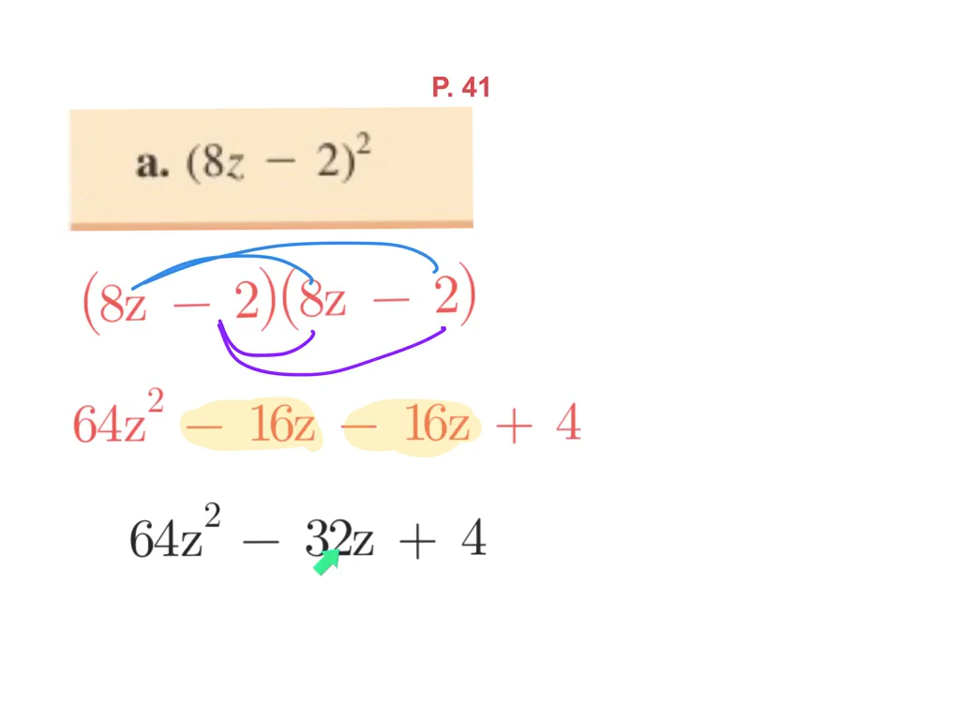 P. 41
a. (8z − 2)²
(8z − 2)(8z − 2)
64z² − 16z − 16z + 4
64z² − 32z + 4